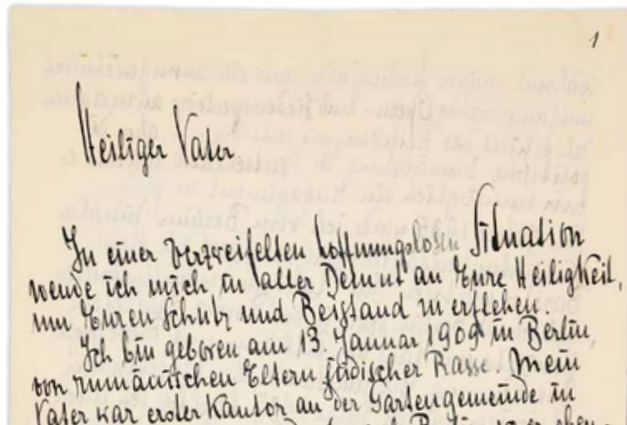 1
Heiliger Vater
In einer verzweifelten hoffnungslosen Situation
wende ich mich in aller Demut an Eure Heiligkeit,
um Euren Schutz und Beistand zu erflehen.
Ich bin geboren am 13. Januar 1909 in Berlin,
von rumänischen Eltern jüdischer Rasse. Mein
Vater war erster Kantor an der Gartengemeinde in